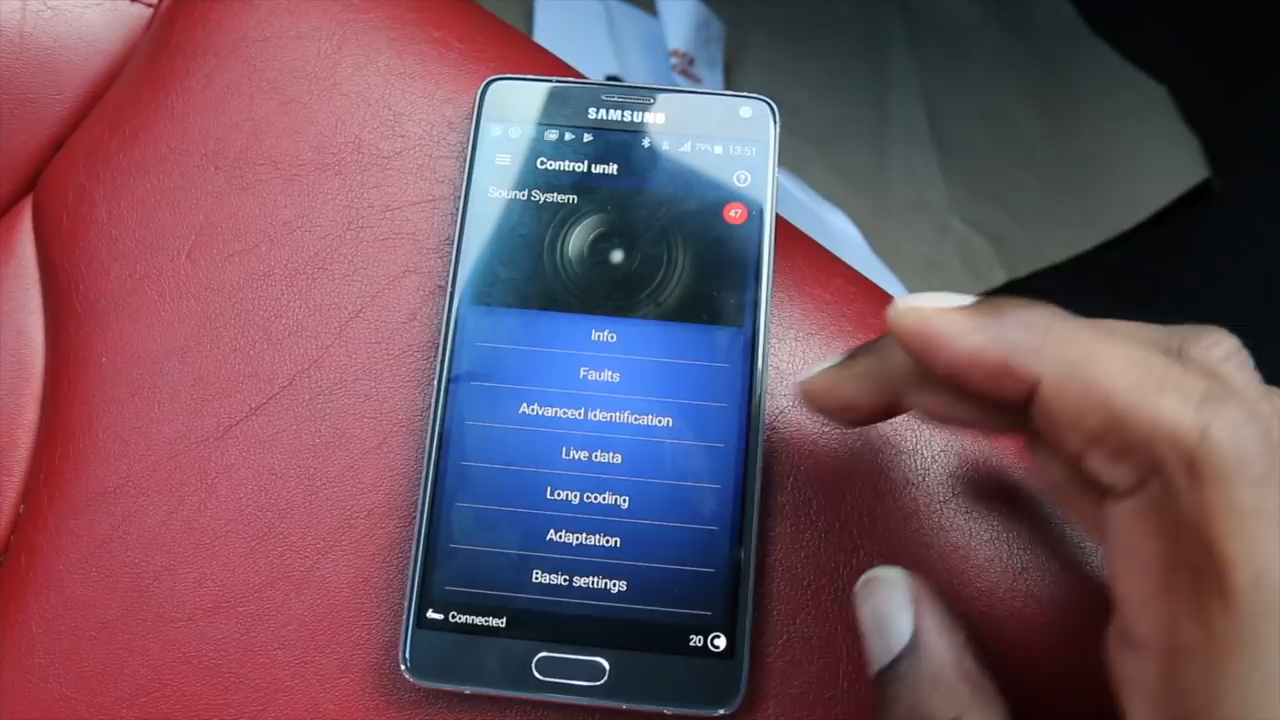 SAMSUNG
79% 13:51
Control unit
Sound System
47
Info
Faults
Advanced identification
Live data
Long coding
Adaptation
Basic settings
Connected
20